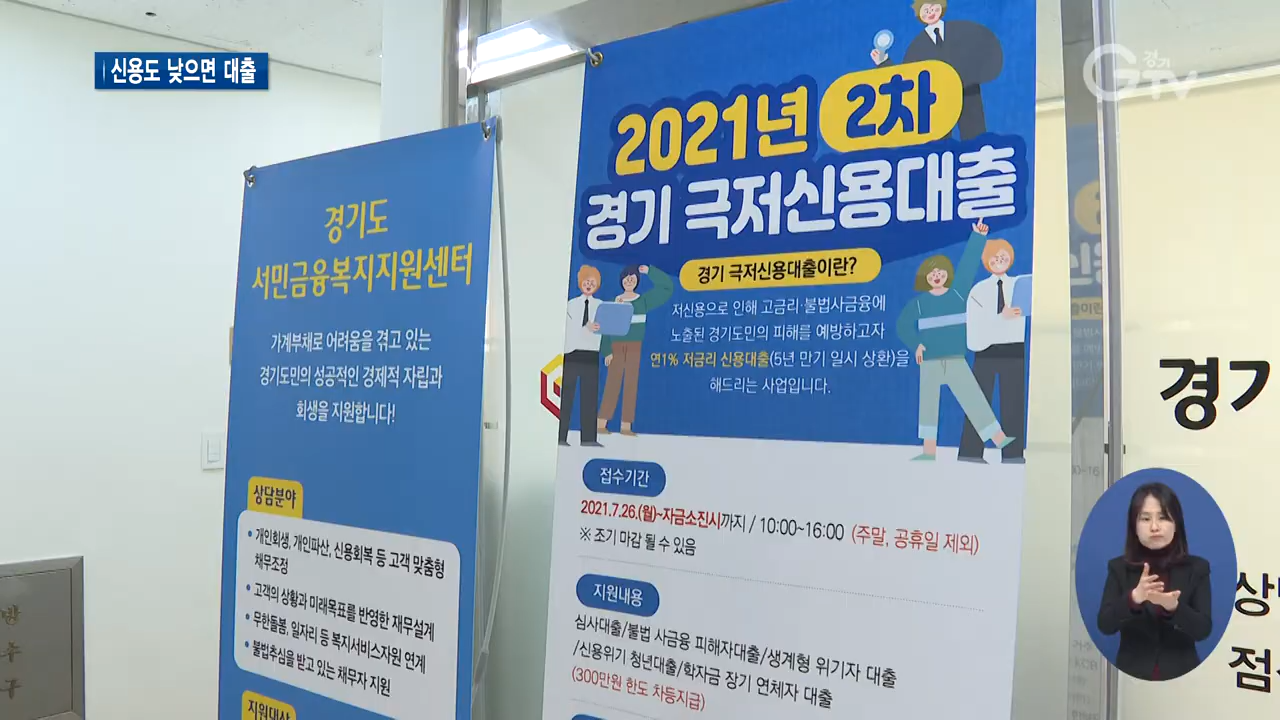 신용도 낮으면 대출
경기
GTV
경기도
서민금융복지지원센터
가계부채로 어려움을 겪고 있는
경기도민의 성공적인 경제적 자립과
회생을 지원합니다!
상담분야
• 개인회생, 개인파산, 신용회복 등 고객 맞춤형
채무조정
• 고객의 상황과 미래목표를 반영한 재무설계
• 무한돌봄, 일자리 등 복지서비스자원 연계
• 불법추심을 받고 있는 채무자 지원
지원대상
2021년 2차
경기 극저신용대출
경기 극저신용대출이란?
저신용으로 인해 고금리·불법사금융에
노출된 경기도민의 피해를 예방하고자
연1% 저금리 신용대출(5년 만기 일시 상환)을
해드리는 사업입니다.
접수기간
2021.7.26.(월)~자금소진시까지 / 10:00~16:00 (주말, 공휴일 제외)
※ 조기 마감 될 수 있음
지원내용
심사대출/불법 사금융 피해자대출/생계형 위기자 대출
/신용위기 청년대출/학자금 장기 연체자 대출
(300만원 한도 차등지급)
경기